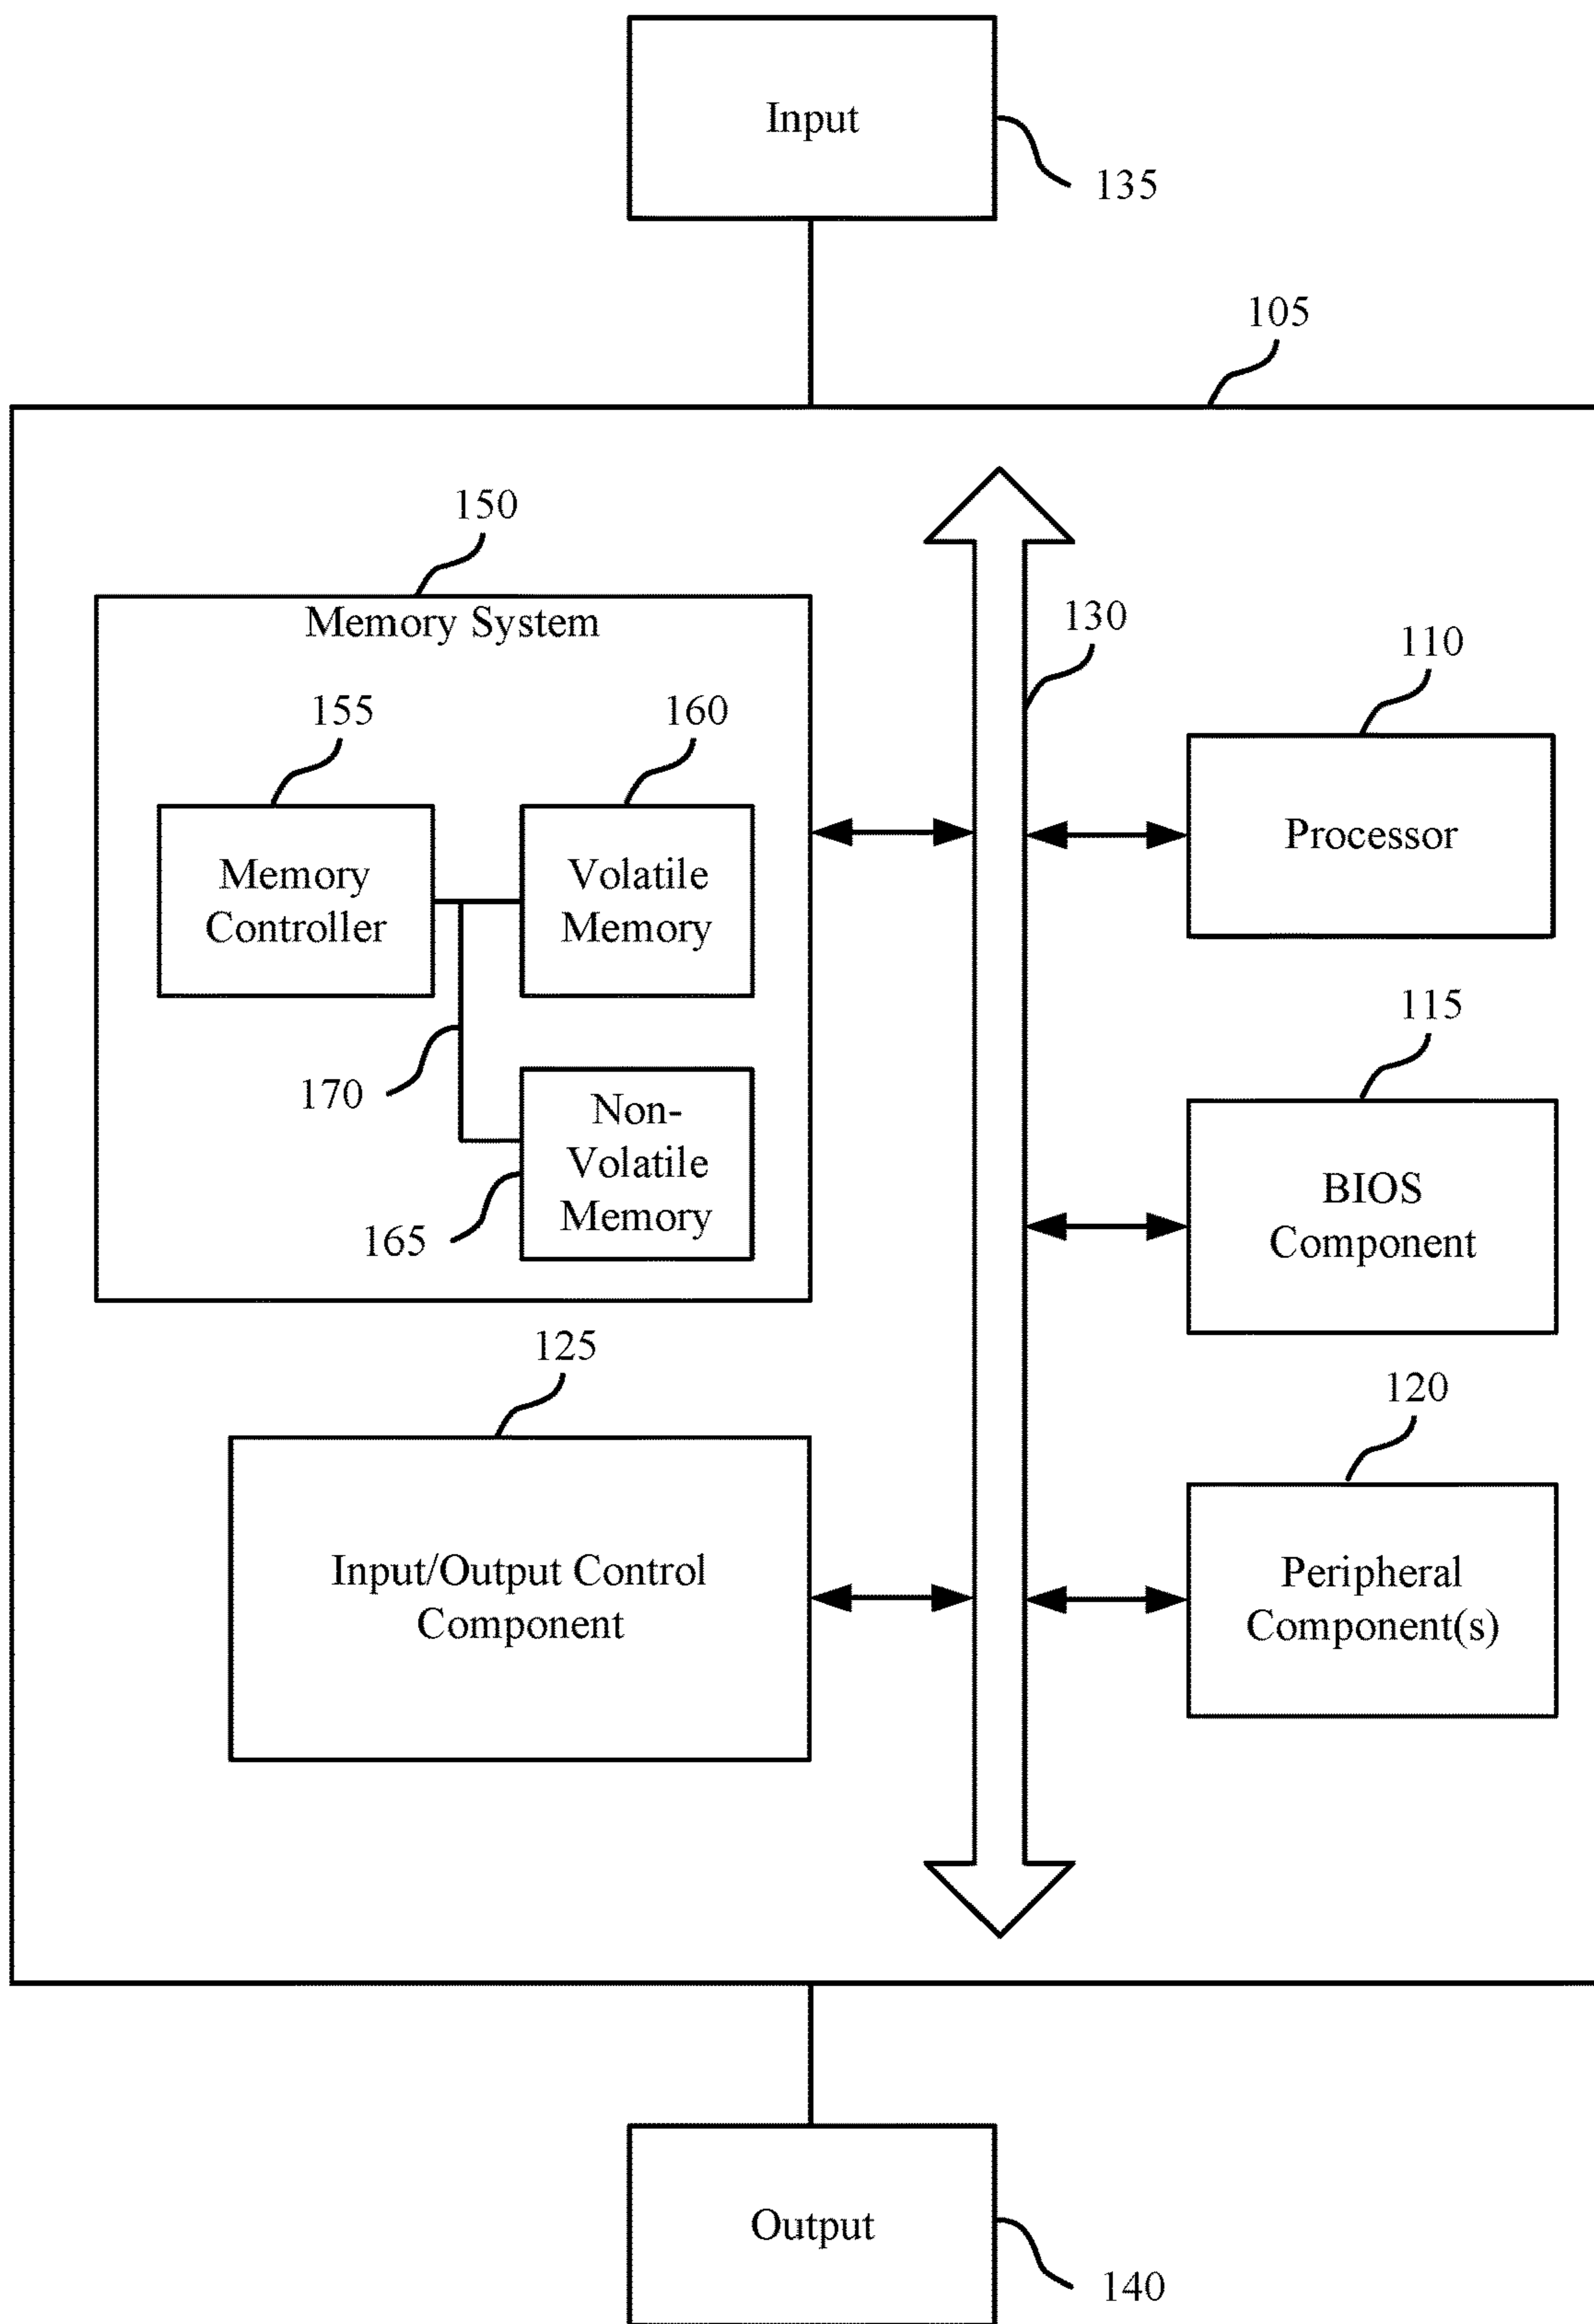 Input
135
105
150
Memory System
130
110
155
160
Memory
Controller
Volatile
Memory
Processor
170
115
Non-
Volatile
Memory
165
BIOS
Component
125
120
Input/Output Control
Component
Peripheral
Component(s)
Output
140